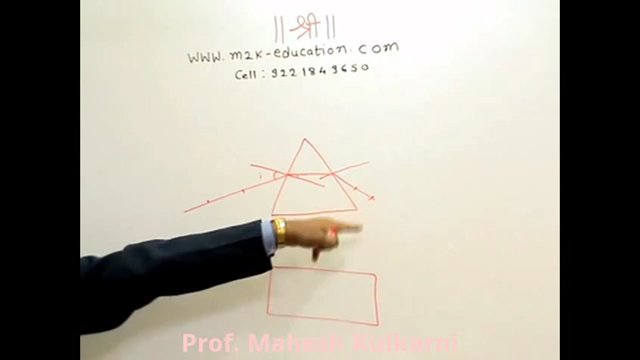 || श्री ||
www.m2k-education.com
Cell : 9221849650
i
Prof. Mahesh Kulkarni